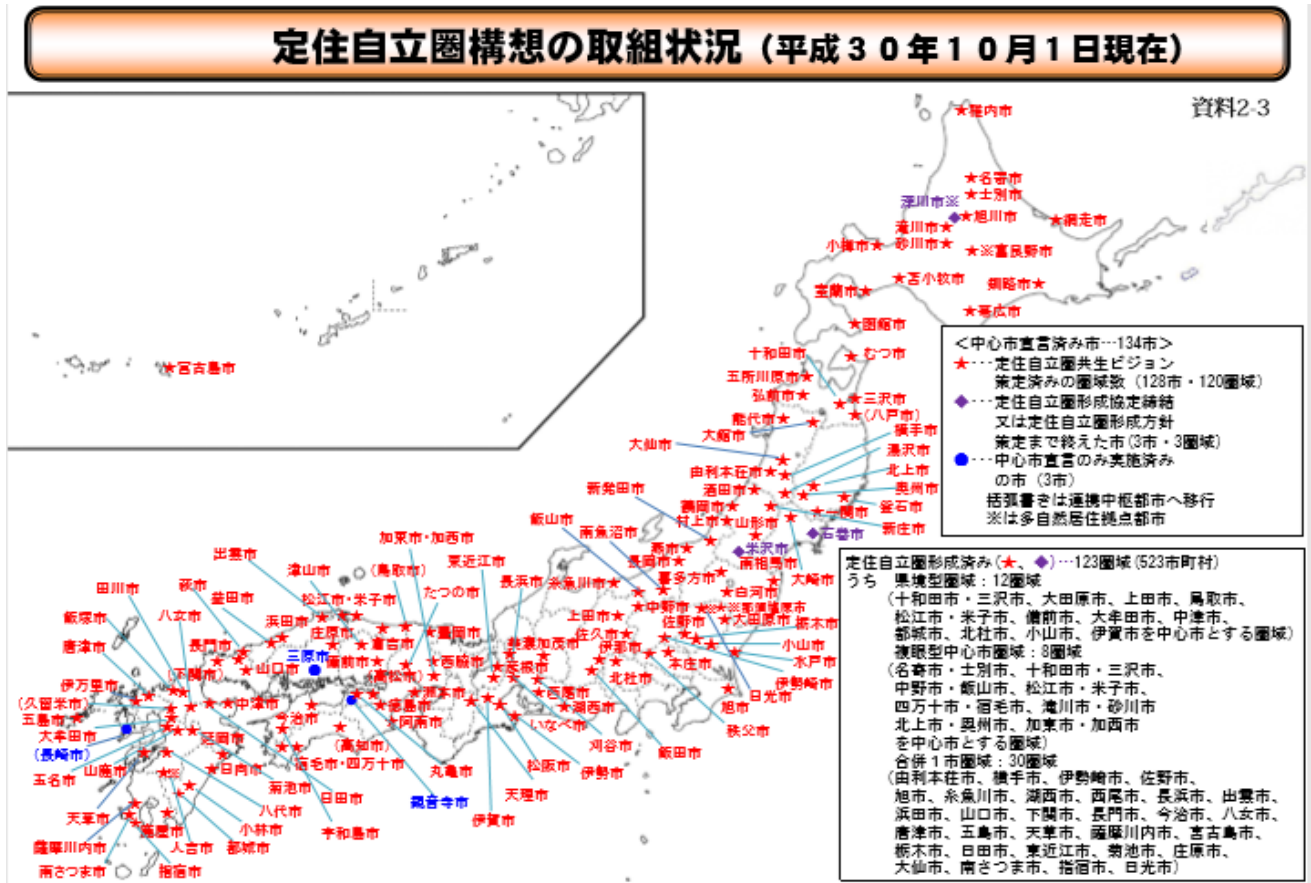 定住自立圏構想の取組状況（平成３０年１０月１日現在）
資料2-3
★稚内市
★名寄市
★士別市
深川市※
★旭川市
★網走市
滝川市★
小樽市★
砂川市★
★※富良野市
★苫小牧市
釧路市★
室蘭市★
★帯広市
★函館市
★宮古島市
十和田市
むつ市
五所川原市★
弘前市★
★三沢市
(八戸市)
能代市★
大館市
横手市
大仙市
湯沢市
由利本荘市★
北上市
酒田市★
奥州市
新発田市
鶴岡市★
一関市
釜石市
飯山市
南魚沼市
村上市★
山形市
新庄市
加東市・加西市
燕市★
◆米沢市
◆石巻市
出雲市
東近江市
長岡市★
南相馬市
津山市
(鳥取市)
長浜市
糸魚川市★
喜多方市
大崎市
田川市
萩市
松江市・米子市
たつの市
★白河市
益田市
★中野市
※那須塩原市
飯塚市
八女市
浜田市
上田市★
佐野市
大田原市
栃木市
庄原市
豊岡市
佐久市
唐津市
長門市
三原市
倉吉市
美濃加茂市
伊那市
小山市
備前市
西脇市
彦根市
本庄市
水戸市
山口市
(下関市)
(高松市)
北杜市
伊勢崎市
伊万里市
洲本市
西尾市
日光市
(久留米市)
中津市
徳島市
湖西市
旭市
五島市
今治市
阿南市
いなべ市
秩父市
大牟田市
延岡市
(高知市)
刈谷市
飯田市
(長崎市)
宿毛市・四万十市
丸亀市
松阪市
伊勢市
玉名市
山鹿市
日向市
菊池市
天理市
日田市
観音寺市
八代市
伊賀市
天草市
小林市
宇和島市
鹿屋市
薩摩川内市
人吉市
都城市
南さつま市
指宿市
＜中心市宣言済み市…134市＞
★…定住自立圏共生ビジョン
策定済みの圏域数（128市・120圏域）
◆…定住自立圏形成協定締結
又は定住自立圏形成方針
策定まで終えた市(3市・3圏域)
●…中心市宣言のみ実施済み
の市（3市）
括弧書きは連携中枢都市へ移行
※は多自然居住拠点都市
定住自立圏形成済み(★、◆)…123圏域(523市町村)
うち　県境型圏域：12圏域
（十和田市・三沢市、大田原市、上田市、鳥取市、
松江市・米子市、備前市、大牟田市、中津市、
都城市、北杜市、小山市、伊賀市を中心市とする圏域）
複眼型中心市圏域：8圏域
（名寄市・士別市、十和田市・三沢市、
中野市・飯山市、松江市・米子市、
四万十市・宿毛市、滝川市・砂川市
北上市・奥州市、加東市・加西市
を中心市とする圏域）
合併１市圏域：30圏域
（由利本荘市、横手市、伊勢崎市、佐野市、
旭市、糸魚川市、湖西市、西尾市、長浜市、出雲市、
浜田市、山口市、下関市、長門市、今治市、八女市、
唐津市、五島市、天草市、薩摩川内市、宮古島市、
栃木市、日田市、東近江市、菊池市、庄原市、
大仙市、南さつま市、指宿市、日光市）